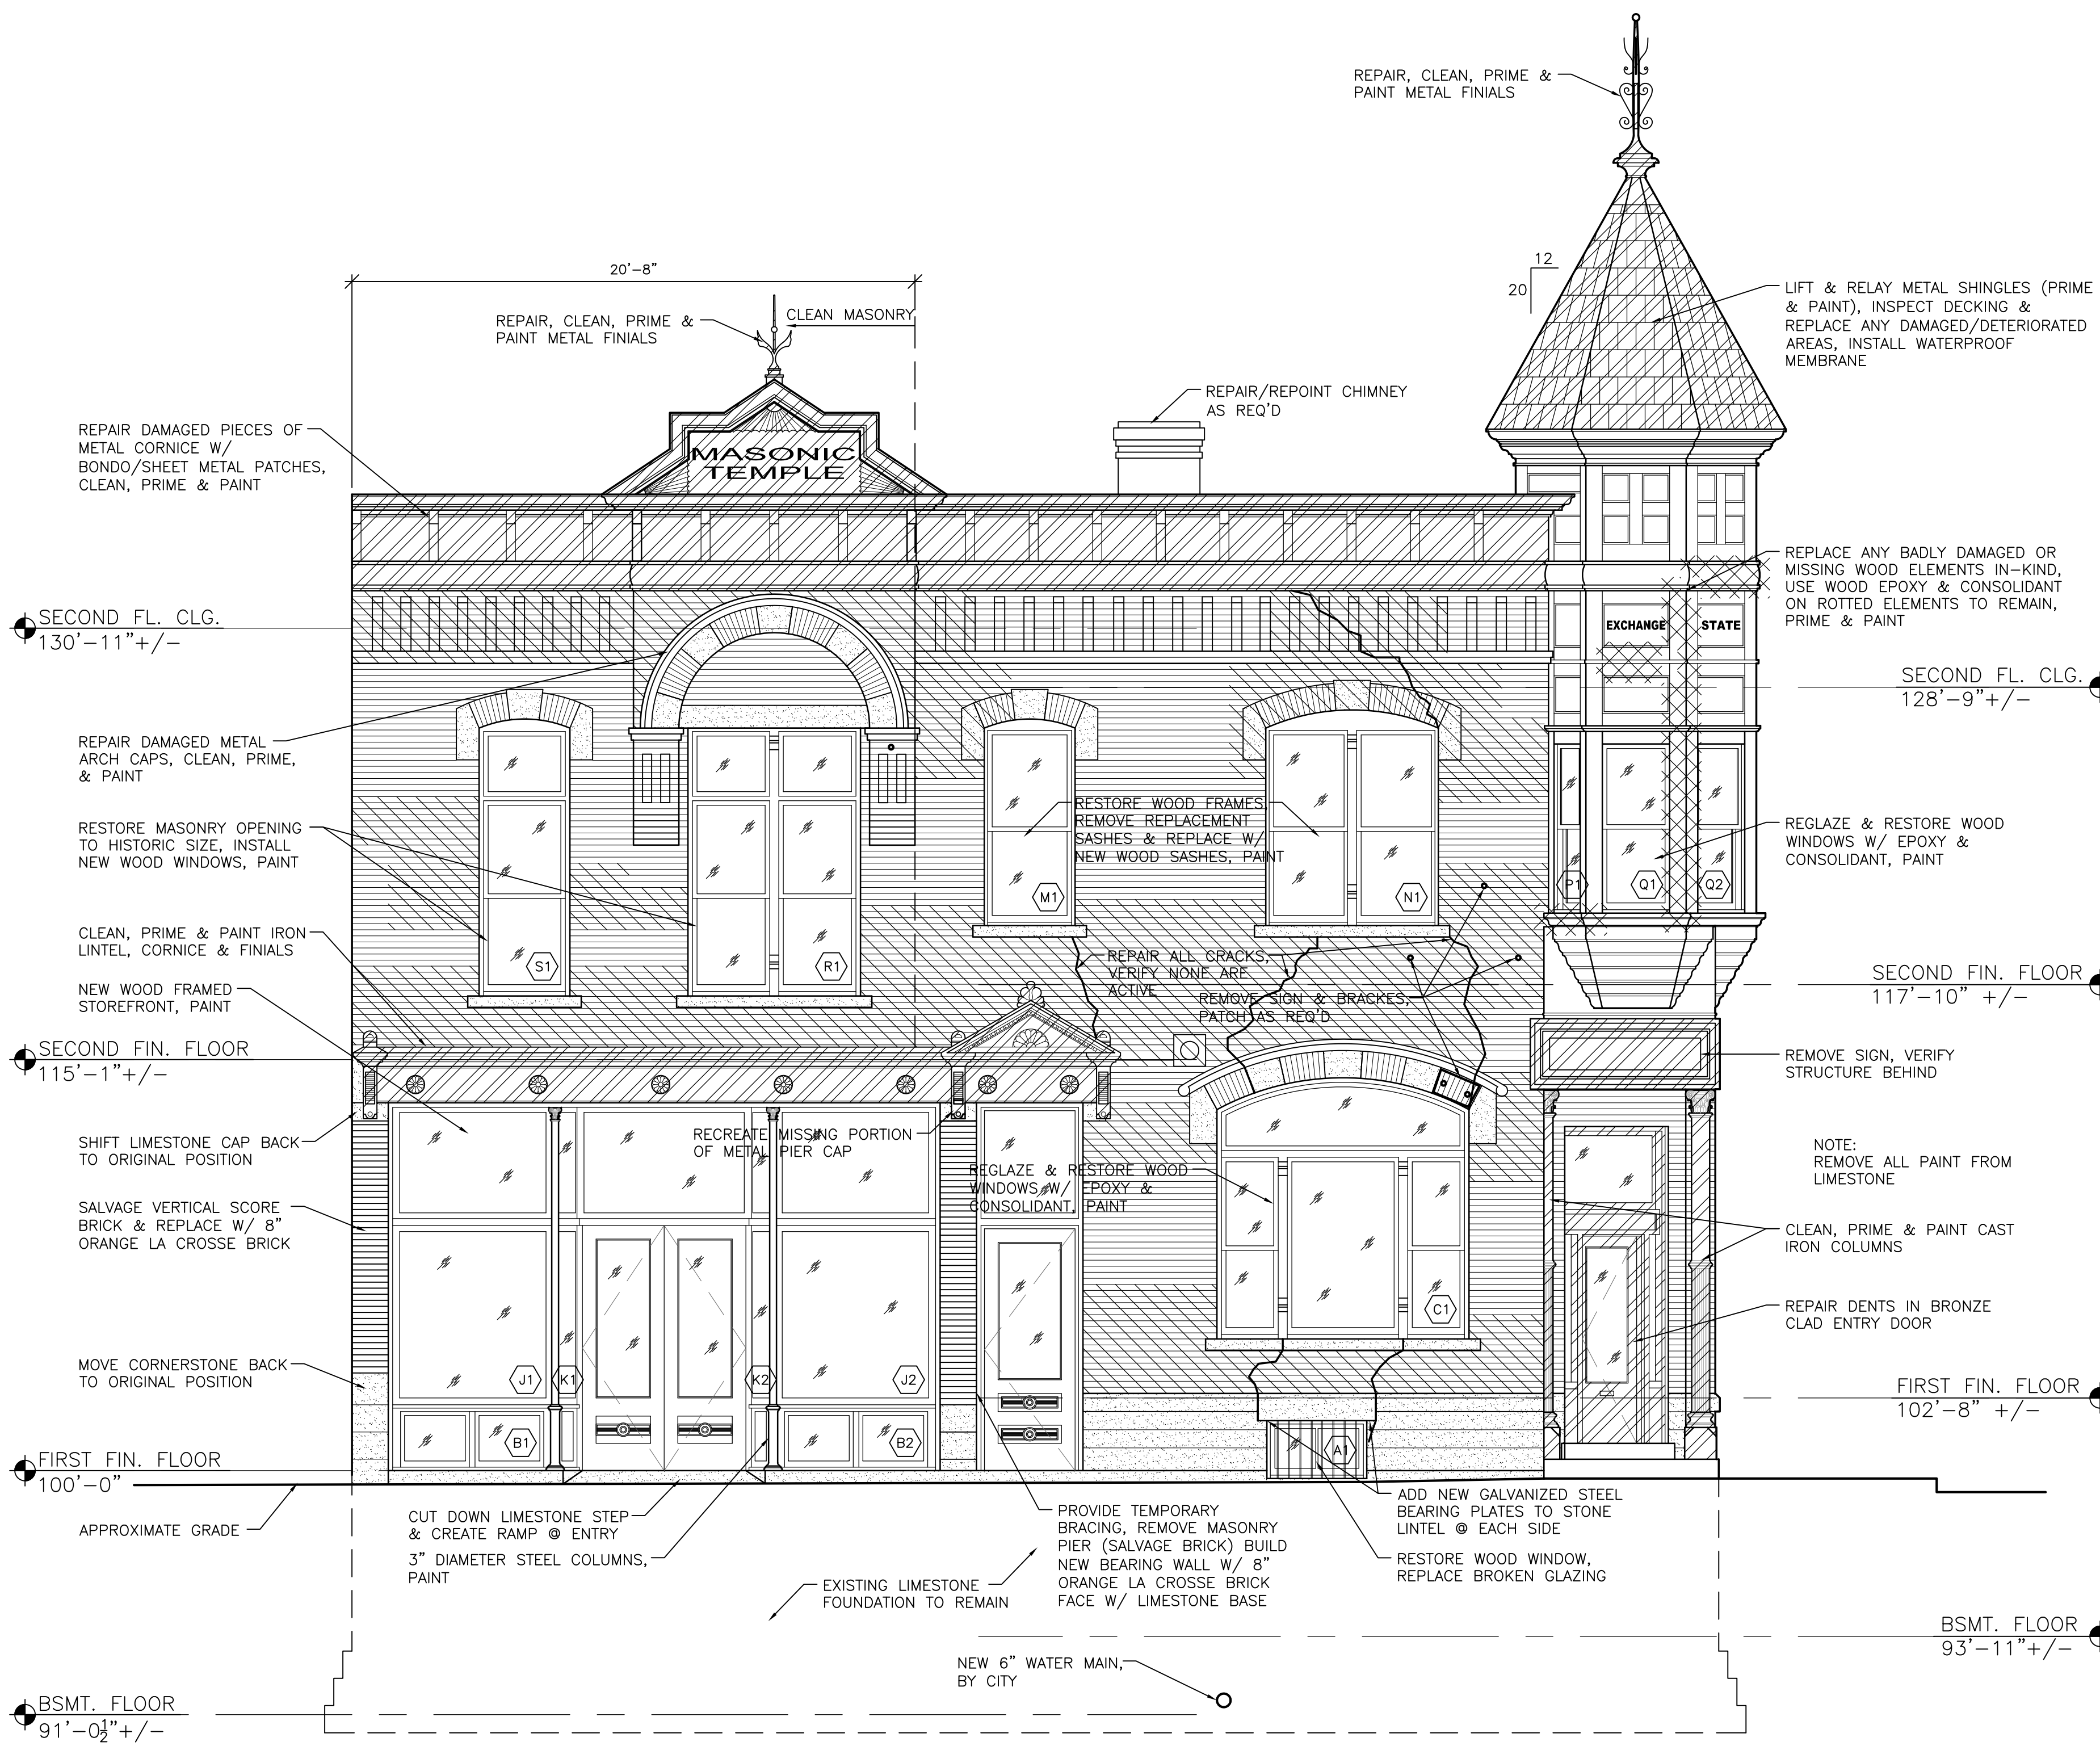 REPAIR, CLEAN, PRIME &
PAINT METAL FINIALS
20'-8"
CLEAN MASONRY
REPAIR, CLEAN, PRIME &
PAINT METAL FINIALS
12
20
LIFT & RELAY METAL SHINGLES (PRIME
& PAINT), INSPECT DECKING &
REPLACE ANY DAMAGED/DETERIORATED
AREAS, INSTALL WATERPROOF
MEMBRANE
REPAIR/REPOINT CHIMNEY
AS REQ'D
REPAIR DAMAGED PIECES OF
METAL CORNICE W/
BONDO/SHEET METAL PATCHES,
CLEAN, PRIME & PAINT
MASONIC
TEMPLE
REPLACE ANY BADLY DAMAGED OR
MISSING WOOD ELEMENTS IN-KIND,
USE WOOD EPOXY & CONSOLIDANT
ON ROTTED ELEMENTS TO REMAIN,
PRIME & PAINT
SECOND FL. CLG.
130'-11"+/-
EXCHANGE
STATE
SECOND FL. CLG.
128'-9"+/-
REPAIR DAMAGED METAL
ARCH CAPS, CLEAN, PRIME,
& PAINT
RESTORE MASONRY OPENING
TO HISTORIC SIZE, INSTALL
NEW WOOD WINDOWS, PAINT
RESTORE WOOD FRAMES,
REMOVE REPLACEMENT
SASHES & REPLACE W/
NEW WOOD SASHES, PAINT
REGLAZE & RESTORE WOOD
WINDOWS W/ EPOXY &
CONSOLIDANT, PAINT
M1
N1
P1
Q1
Q2
CLEAN, PRIME & PAINT IRON
LINTEL, CORNICE & FINIALS
S1
R1
REPAIR ALL CRACKS,
VERIFY NONE ARE
ACTIVE
REMOVE SIGN & BRACKES,
PATCH AS REQ'D
NEW WOOD FRAMED
STOREFRONT, PAINT
SECOND FIN. FLOOR
117'-10" +/-
SECOND FIN. FLOOR
115'-1"+/-
REMOVE SIGN, VERIFY
STRUCTURE BEHIND
SHIFT LIMESTONE CAP BACK
TO ORIGINAL POSITION
RECREATE MISSING PORTION
OF METAL PIER CAP
REGLAZE & RESTORE WOOD
WINDOWS W/ EPOXY &
CONSOLIDANT, PAINT
NOTE:
REMOVE ALL PAINT FROM
LIMESTONE
SALVAGE VERTICAL SCORE
BRICK & REPLACE W/ 8"
ORANGE LA CROSSE BRICK
CLEAN, PRIME & PAINT CAST
IRON COLUMNS
C1
REPAIR DENTS IN BRONZE
CLAD ENTRY DOOR
MOVE CORNERSTONE BACK
TO ORIGINAL POSITION
J1
K1
K2
J2
FIRST FIN. FLOOR
102'-8" +/-
B1
B2
A1
FIRST FIN. FLOOR
100'-0"
APPROXIMATE GRADE
CUT DOWN LIMESTONE STEP
& CREATE RAMP @ ENTRY
3" DIAMETER STEEL COLUMNS,
PAINT
EXISTING LIMESTONE
FOUNDATION TO REMAIN
PROVIDE TEMPORARY
BRACING, REMOVE MASONRY
PIER (SALVAGE BRICK) BUILD
NEW BEARING WALL W/ 8"
ORANGE LA CROSSE BRICK
FACE W/ LIMESTONE BASE
ADD NEW GALVANIZED STEEL
BEARING PLATES TO STONE
LINTEL @ EACH SIDE
RESTORE WOOD WINDOW,
REPLACE BROKEN GLAZING
BSMT. FLOOR
93'-11"+/-
NEW 6" WATER MAIN,
BY CITY
BSMT. FLOOR
91'-0½"+/-